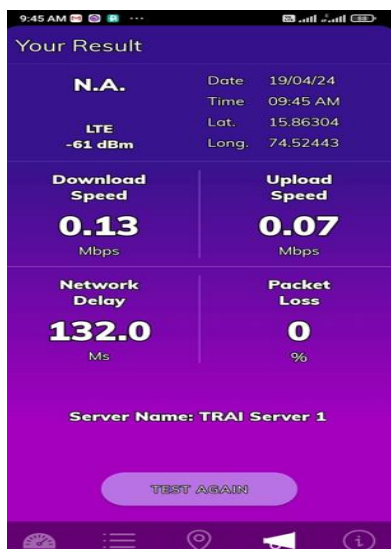 9:45 AM
Your Result
N.A.
LTE
-61 dBm
Date 19/04/24
Time 09:45 AM
Lat. 15.86304
Long. 74.52443
Download
Speed
0.13
Mbps
Upload
Speed
0.07
Mbps
Network
Delay
132.0
Ms
Packet
Loss
0
%
Server Name: TRAI Server 1
TEST AGAIN